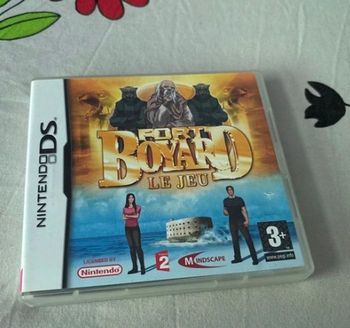 NINTENDO DS
FORT
BOYARD
LE JEU
LICENSED BY
Nintendo
2
MINDSCAPE
3+
www.pegi.info